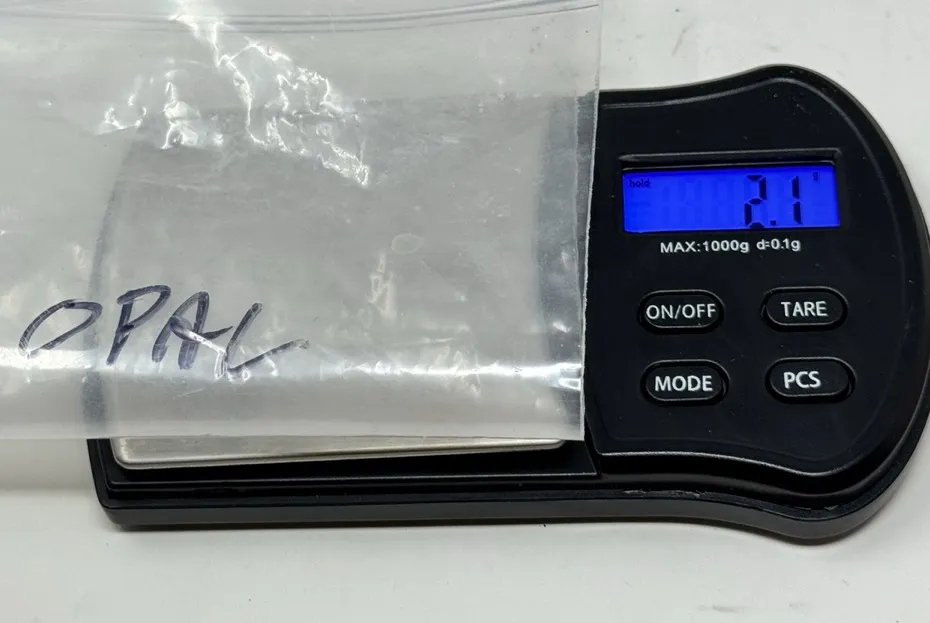 hold
g
2.1
MAX:1000g d=0.1g
OPAL
ON/OFF
TARE
MODE
PCS